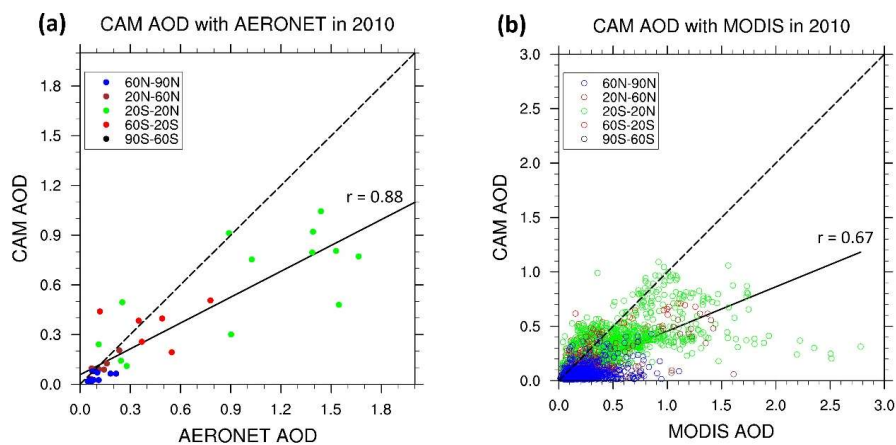 (a)
CAM AOD with AERONET in 2010
1.8
1.5
1.2
0.9
0.6
0.3
0.0
CAM AOD
60N-90N
20N-60N
20S-20N
60S-20S
90S-60S
r = 0.88
0.0 0.3 0.6 0.9 1.2 1.5 1.8
AERONET AOD
(b)
CAM AOD with MODIS in 2010
3.0
2.5
2.0
1.5
1.0
0.5
0.0
CAM AOD
60N-90N
20N-60N
20S-20N
60S-20S
90S-60S
r = 0.67
0.0 0.5 1.0 1.5 2.0 2.5 3.0
MODIS AOD